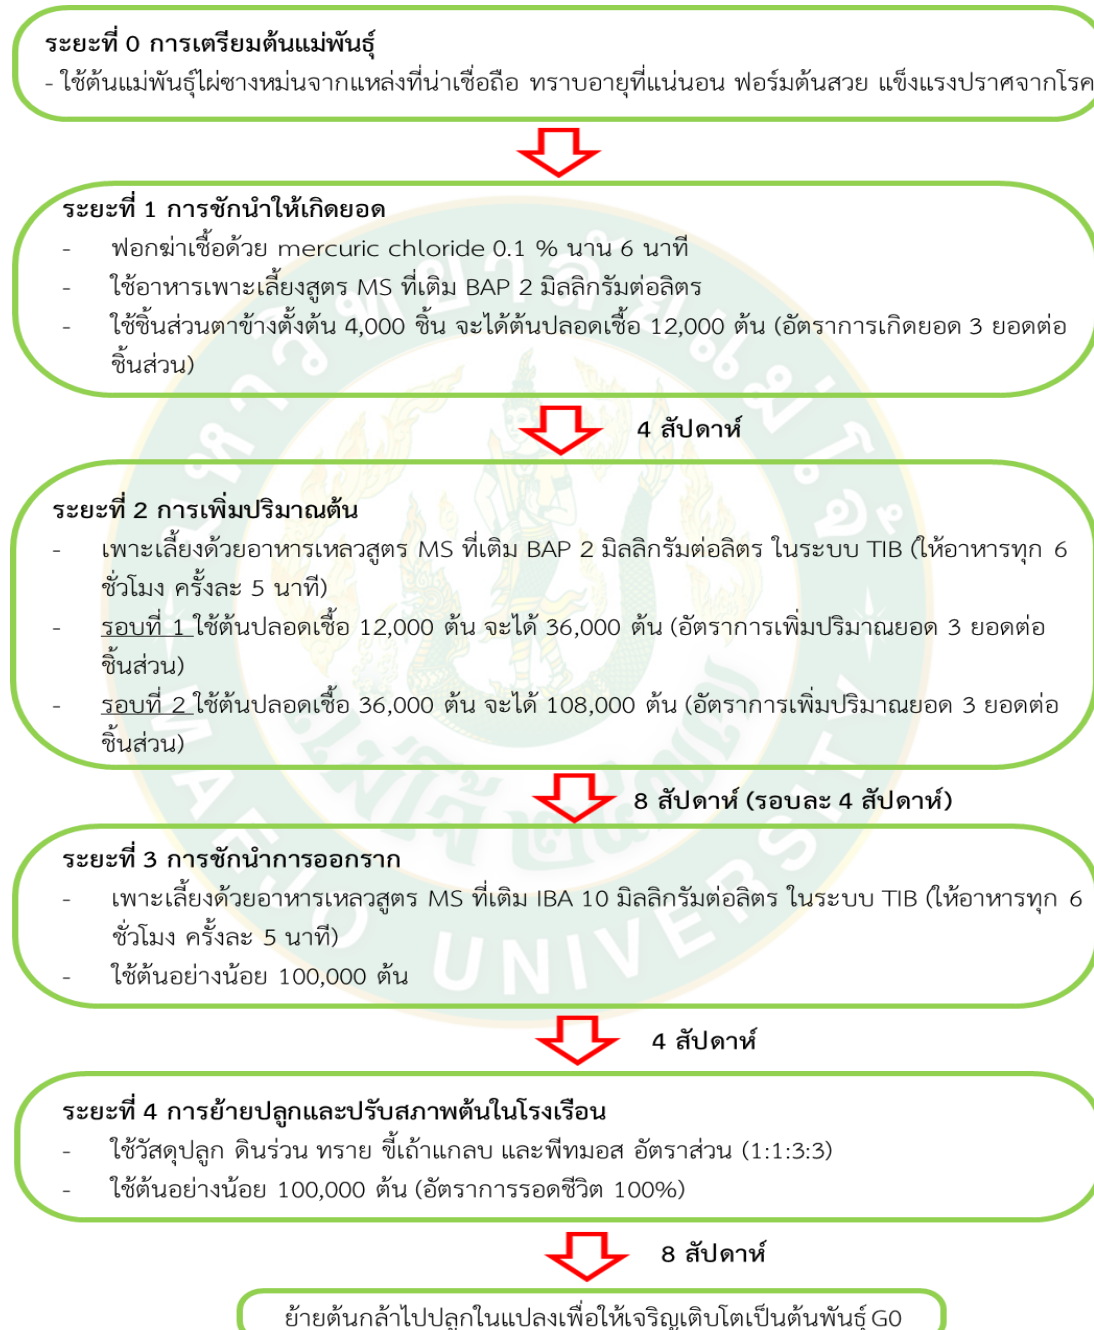 ระยะที่ 0 การเตรียมต้นแม่พันธุ์
- ใช้ต้นแม่พันธุ์ไผ่ซางหม่นจากแหล่งที่น่าเชื่อถือ ทราบอายุที่แน่นอน ฟอร์มต้นสวย แข็งแรงปราศจากโรค
ระยะที่ 1 การชักนำให้เกิดยอด
- ฟอกฆ่าเชื้อด้วย mercuric chloride 0.1 % นาน 6 นาที
- ใช้อาหารเพาะเลี้ยงสูตร MS ที่เติม BAP 2 มิลลิกรัมต่อลิตร
- ใช้ชิ้นส่วนตาข้างตั้งต้น 4,000 ชิ้น จะได้ต้นปลอดเชื้อ 12,000 ต้น (อัตราการเกิดยอด 3 ยอดต่อ
ชิ้นส่วน)
4 สัปดาห์
ระยะที่ 2 การเพิ่มปริมาณต้น
- เพาะเลี้ยงด้วยอาหารเหลวสูตร MS ที่เติม BAP 2 มิลลิกรัมต่อลิตร ในระบบ TIB (ให้อาหารทุก 6
ชั่วโมง ครั้งละ 5 นาที)
- รอบที่ 1 ใช้ต้นปลอดเชื้อ 12,000 ต้น จะได้ 36,000 ต้น (อัตราการเพิ่มปริมาณยอด 3 ยอดต่อ
ชิ้นส่วน)
- รอบที่ 2 ใช้ต้นปลอดเชื้อ 36,000 ต้น จะได้ 108,000 ต้น (อัตราการเพิ่มปริมาณยอด 3 ยอดต่อ
ชิ้นส่วน)
8 สัปดาห์ (รอบละ 4 สัปดาห์)
ระยะที่ 3 การชักนำการออกราก
- เพาะเลี้ยงด้วยอาหารเหลวสูตร MS ที่เติม IBA 10 มิลลิกรัมต่อลิตร ในระบบ TIB (ให้อาหารทุก 6
ชั่วโมง ครั้งละ 5 นาที)
- ใช้ต้นอย่างน้อย 100,000 ต้น
4 สัปดาห์
ระยะที่ 4 การย้ายปลูกและปรับสภาพต้นในโรงเรือน
- ใช้วัสดุปลูก ดินร่วน ทราย ขี้เถ้าแกลบ และพีทมอส อัตราส่วน (1:1:3:3)
- ใช้ต้นอย่างน้อย 100,000 ต้น (อัตราการรอดชีวิต 100%)
8 สัปดาห์
ย้ายต้นกล้าไปปลูกในแปลงเพื่อให้เจริญเติบโตเป็นต้นพันธุ์ G0
มหาวิทยาลัยแม่โจ้
แม่โจ้ ๒๔๗๗
MAEJO UNIVERSITY